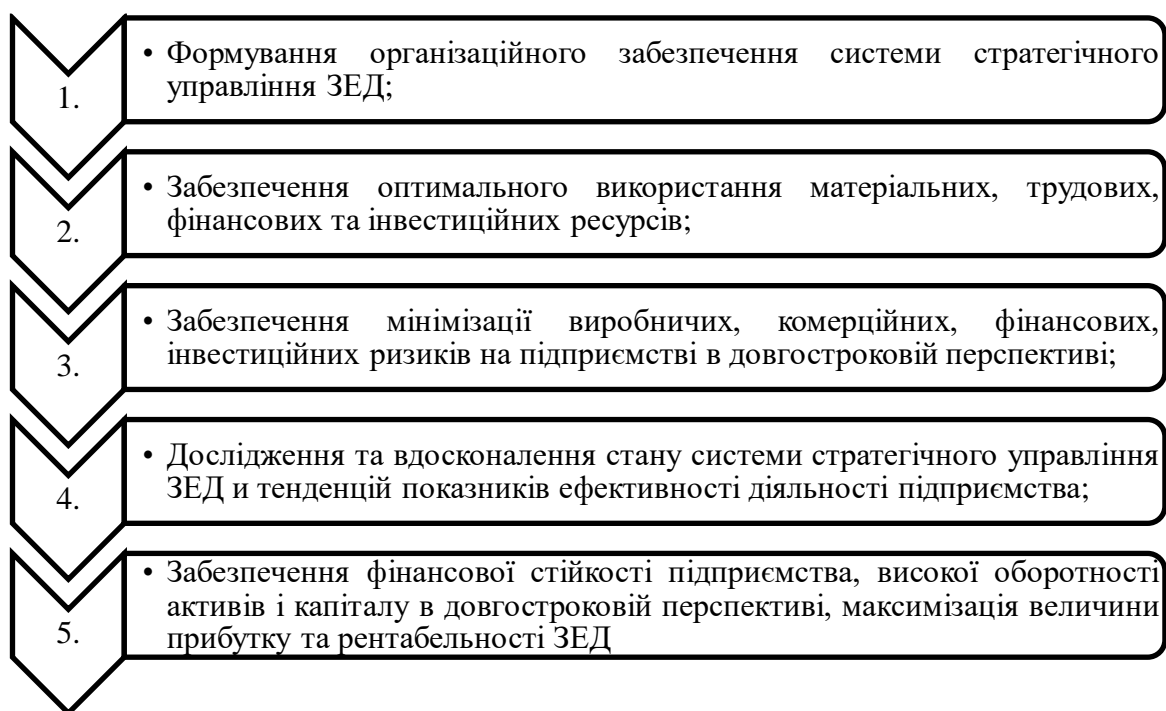 1.
• Формування організаційного забезпечення системи стратегічного
управління ЗЕД;
2.
• Забезпечення оптимального використання матеріальних, трудових,
фінансових та інвестиційних ресурсів;
3.
• Забезпечення мінімізації виробничих, комерційних, фінансових,
інвестиційних ризиків на підприємстві в довгостроковій перспективі;
4.
• Дослідження та вдосконалення стану системи стратегічного управління
ЗЕД и тенденцій показників ефективності діяльності підприємства;
5.
• Забезпечення фінансової стійкості підприємства, високої оборотності
активів і капіталу в довгостроковій перспективі, максимізація величини
прибутку та рентабельності ЗЕД